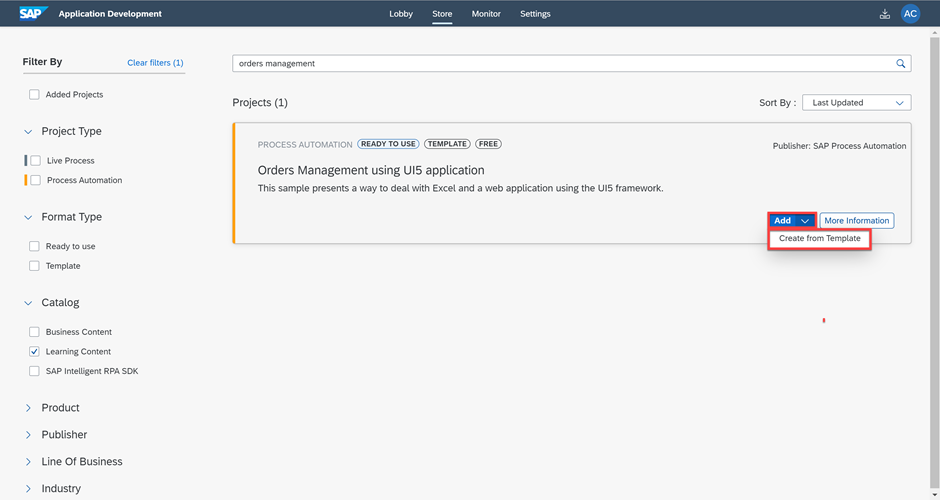 SAP Application Development Lobby Store Monitor Settings AC
Filter By Clear filters (1)
Added Projects
Project Type
Live Process
Process Automation
Format Type
Ready to use
Template
Catalog
Business Content
Learning Content
SAP Intelligent RPA SDK
Product
Publisher
Line Of Business
Industry
orders management
Projects (1) Sort By : Last Updated
PROCESS AUTOMATION READY TO USE TEMPLATE FREE Publisher: SAP Process Automation
Orders Management using UI5 application
This sample presents a way to deal with Excel and a web application using the UI5 framework.
Add More Information
Create from Template